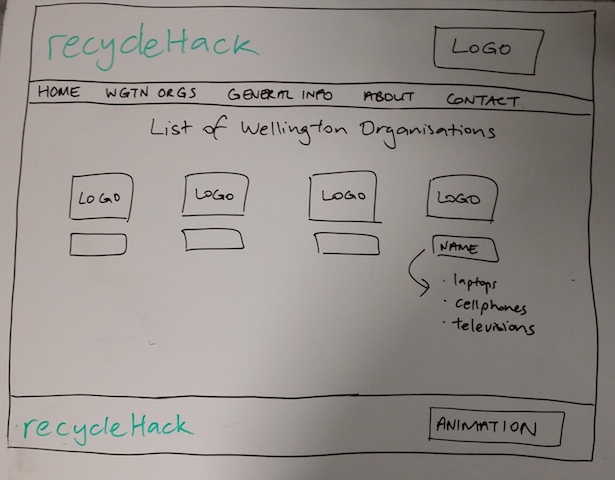 recycleHack LOGO
HOME WGTN ORGS GENERAL INFO ABOUT CONTACT
List of Wellington Organisations
LOGO LOGO LOGO LOGO
NAME
· laptops
· cellphones
· televisions
recycleHack ANIMATION